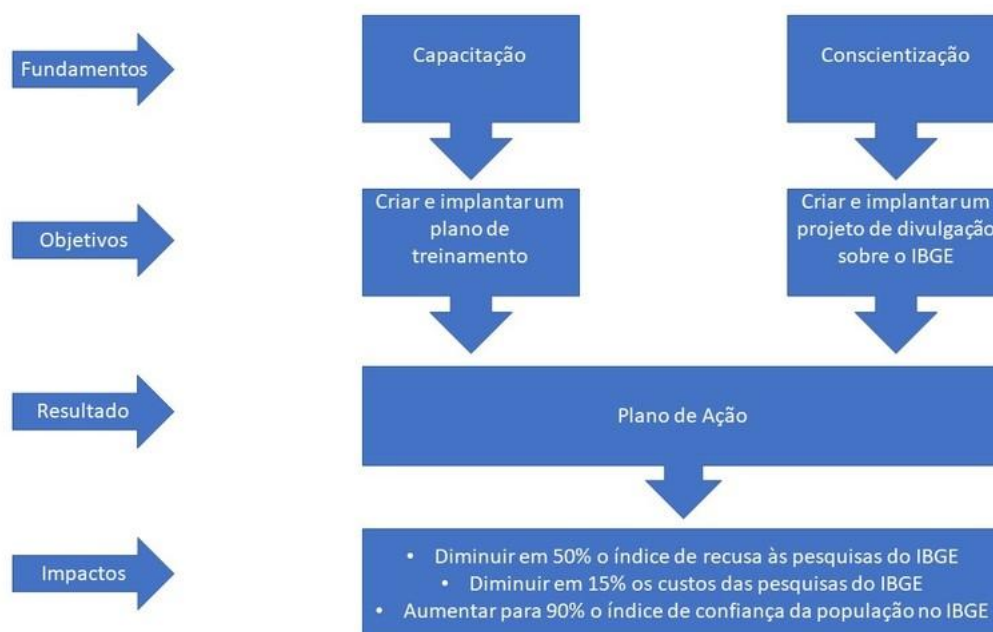 Fundamentos
Capacitação
Conscientização
Objetivos
Criar e implantar um
plano de
treinamento
Criar e implantar um
projeto de divulgação
sobre o IBGE
Resultado
Plano de Ação
Impactos
• Diminuir em 50% o índice de recusa às pesquisas do IBGE
• Diminuir em 15% os custos das pesquisas do IBGE
• Aumentar para 90% o índice de confiança da população no IBGE